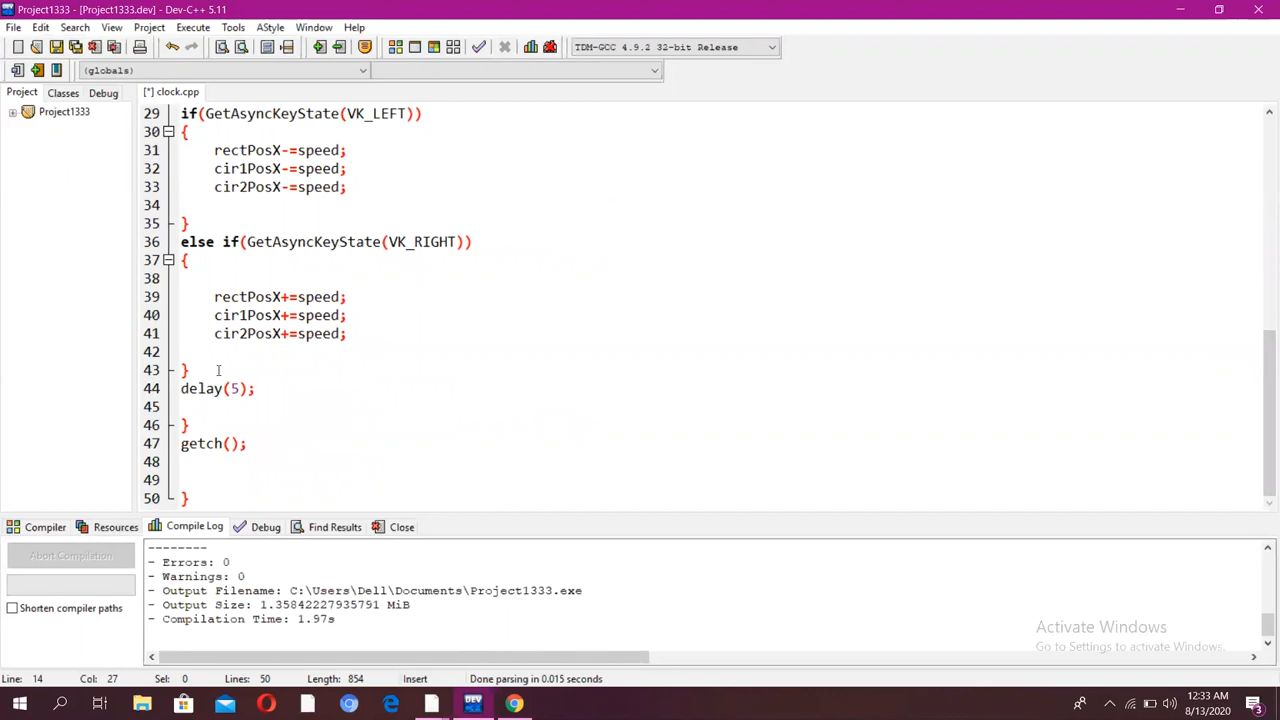 Project1333 - [Project1333.dev] - Dev-C++ 5.11
File Edit Search View Project Execute Tools AStyle Window Help
TDM-GCC 4.9.2 32-bit Release
(globals)
Project Classes Debug
[*] clock.cpp
Project1333
29 if(GetAsyncKeyState(VK_LEFT))
30 {
31 rectPosX-=speed;
32 cir1PosX-=speed;
33 cir2PosX-=speed;
34
35 }
36 else if(GetAsyncKeyState(VK_RIGHT))
37 {
38
39 rectPosX+=speed;
40 cir1PosX+=speed;
41 cir2PosX+=speed;
42
43 }
44 delay(5);
45
46 }
47 getch();
48
49
50 }
Compiler Resources Compile Log Debug Find Results Close
Abort Compilation
Shorten compiler paths
--------
- Errors: 0
- Warnings: 0
- Output Filename: C:\Users\Dell\Documents\Project1333.exe
- Output Size: 1.35842227935791 MiB
- Compilation Time: 1.97s
Activate Windows
Go to Settings to activate Windows.
Line: 14 Col: 27 Sel: 0 Lines: 50 Length: 854 Insert Done parsing in 0.015 seconds
DEV
12:33 AM
8/13/2020
3